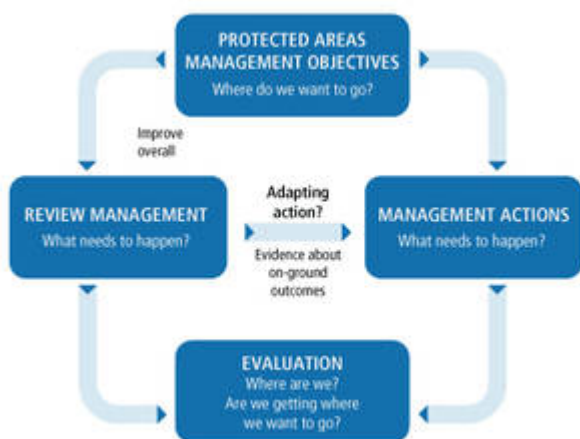 PROTECTED AREAS
MANAGEMENT OBJECTIVES
Where do we want to go?
Improve
overall
REVIEW MANAGEMENT
What needs to happen?
Adapting
action?
Evidence about
on-ground
outcomes
MANAGEMENT ACTIONS
What needs to happen?
EVALUATION
Where are we?
Are we getting where
we want to go?